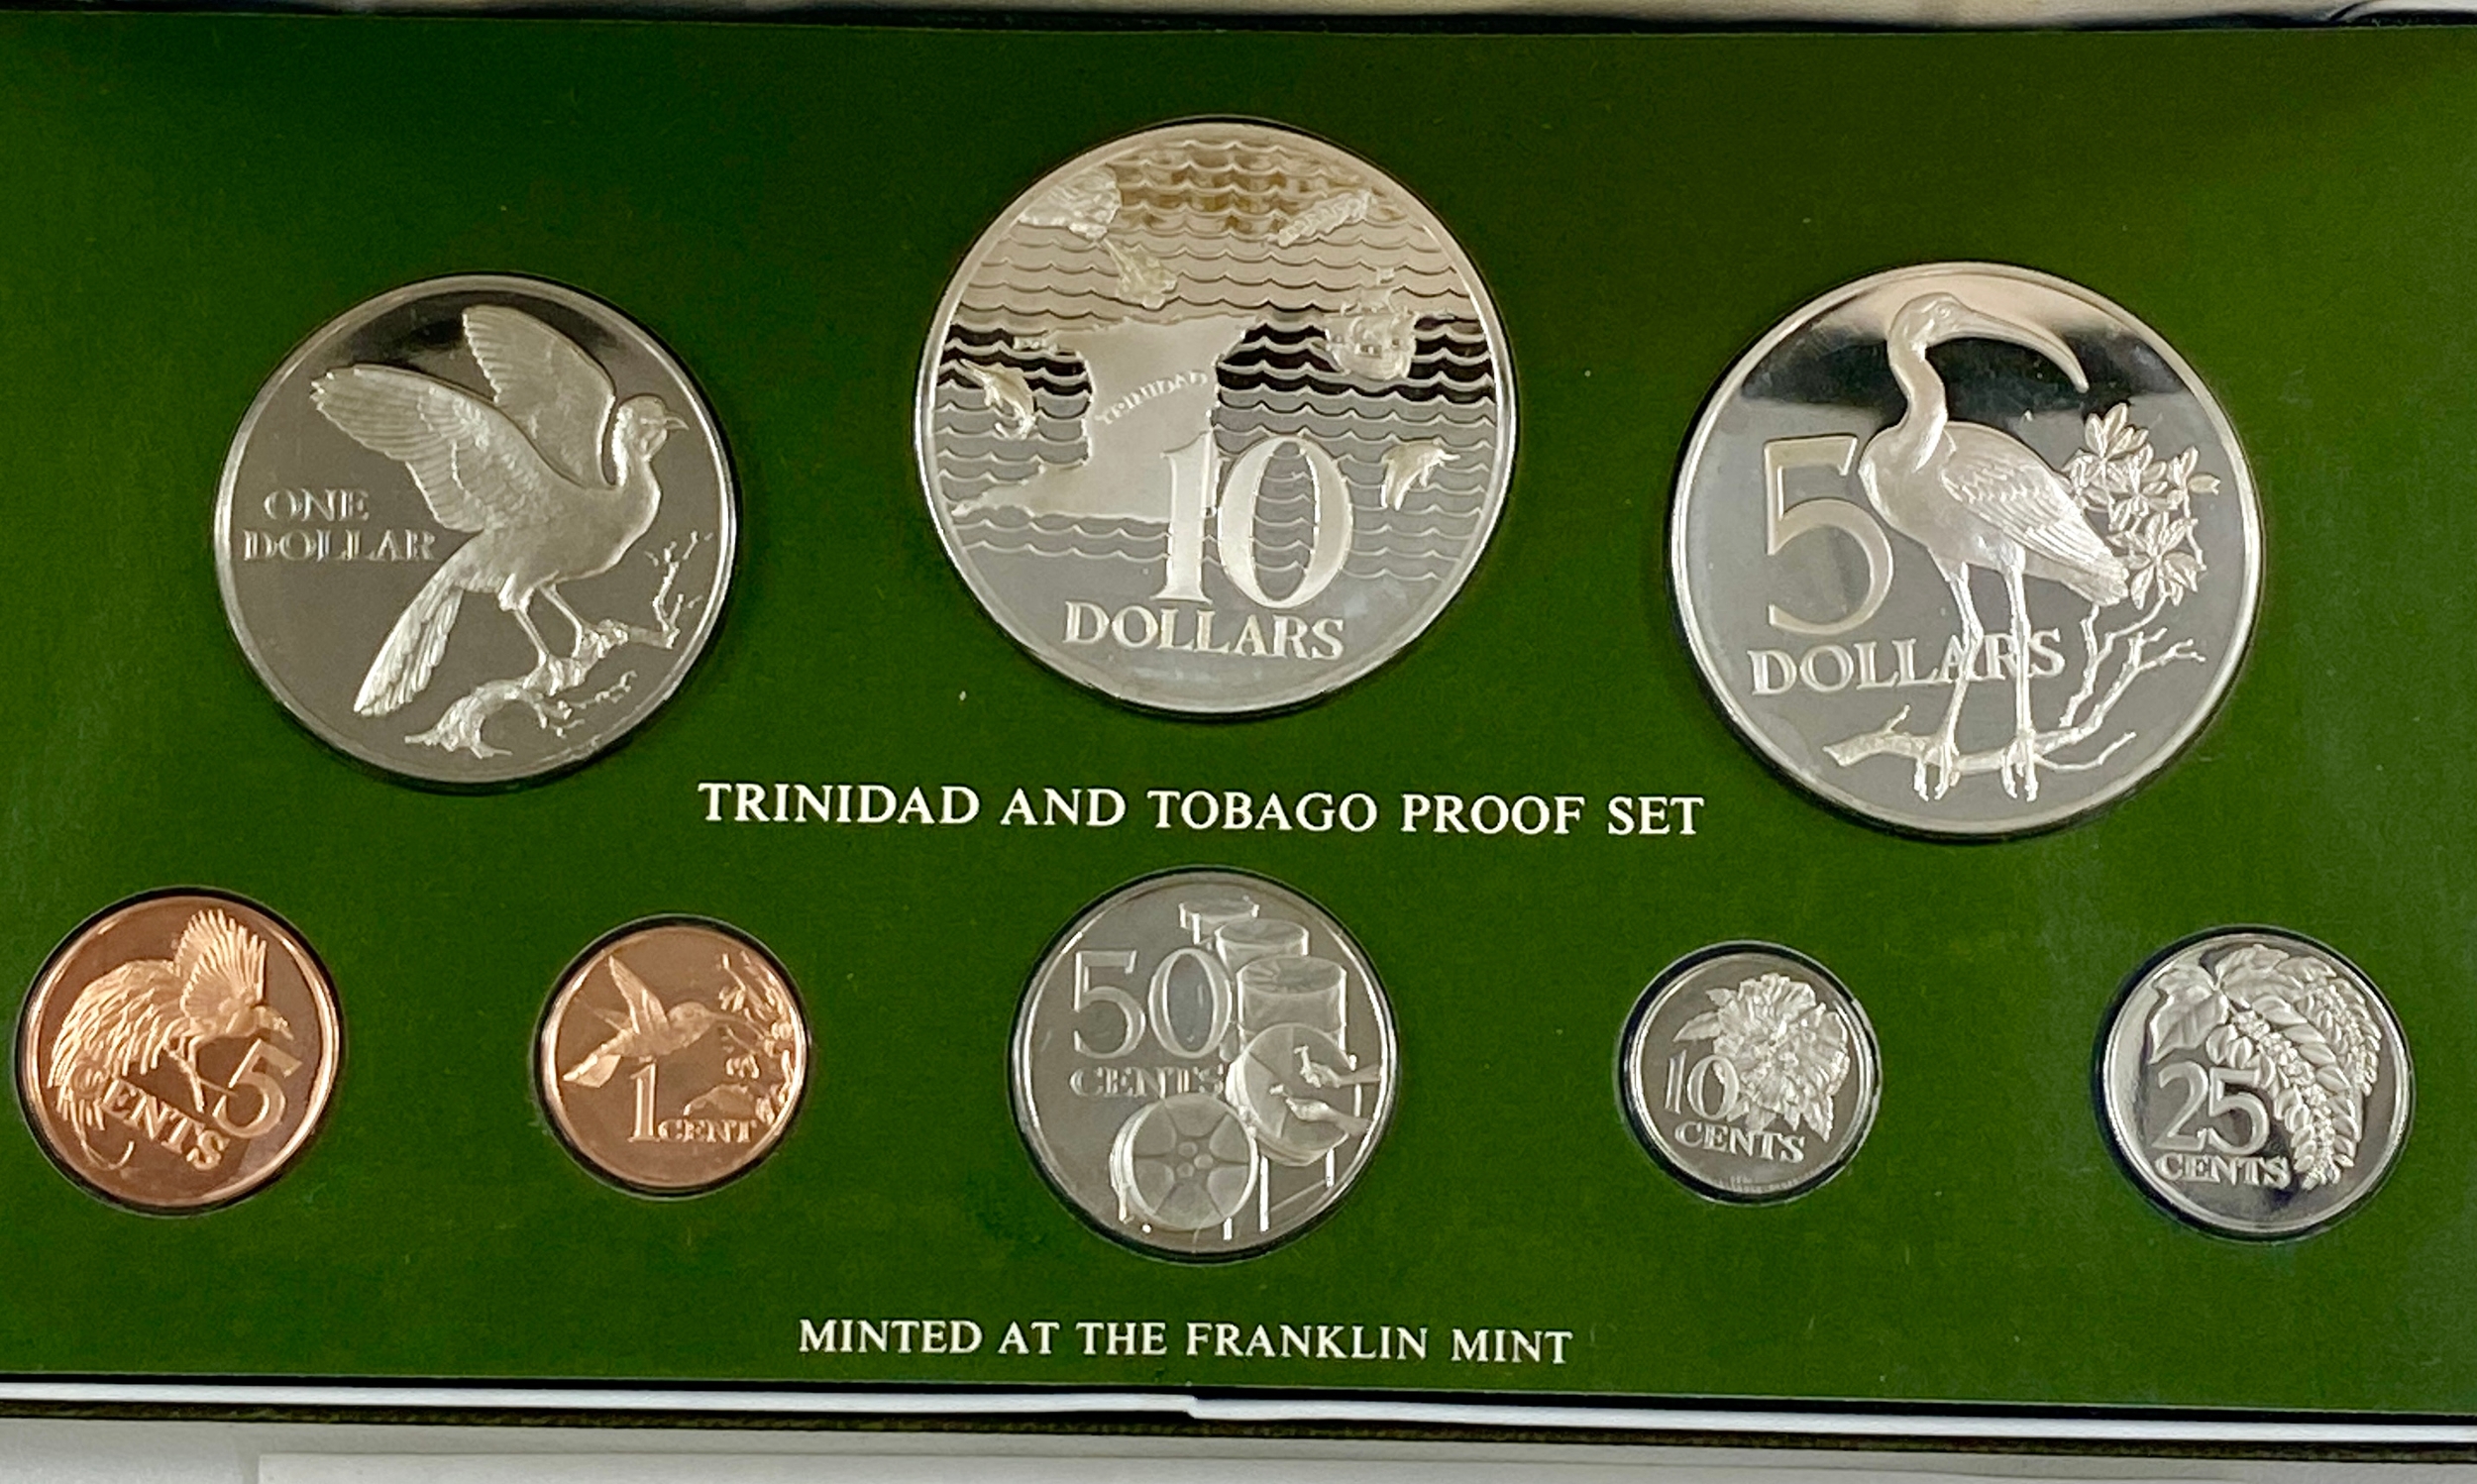 ONE
DOLLAR
TRINIDAD
10
DOLLARS
5
DOLLARS
TRINIDAD AND TOBAGO PROOF SET
5
CENTS
1 CENT
50
CENTS
10
CENTS
25
CENTS
MINTED AT THE FRANKLIN MINT